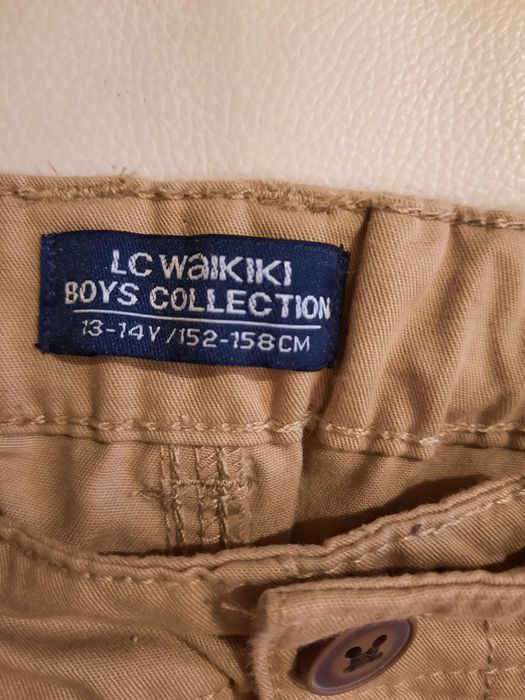 LC WaiKIKI
BOYS COLLECTION
13-14Y/152-158CM